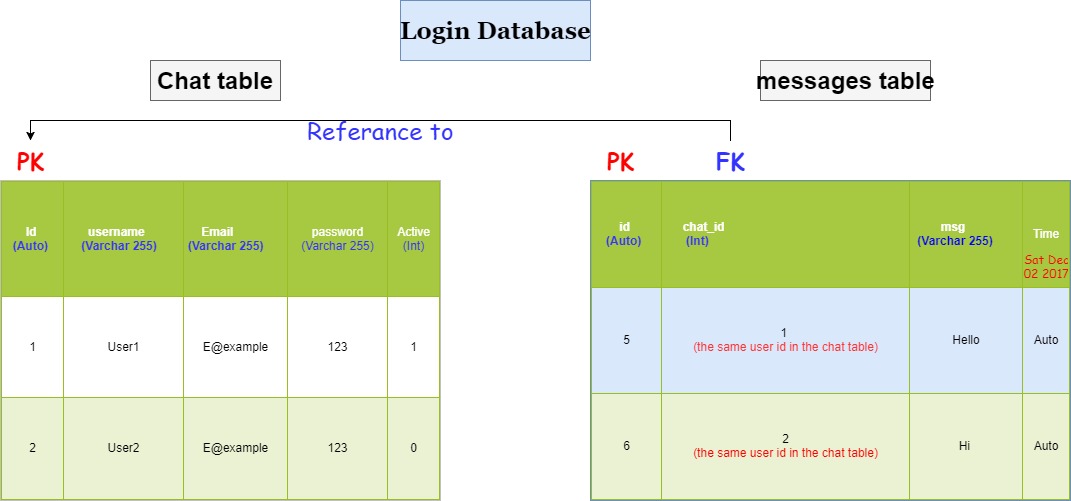 Login Database
Chat table
messages table
Referance to
PK
PK
FK
Id
(Auto)
username
(Varchar 255)
Email
(Varchar 255)
password
(Varchar 255)
Active
(Int)
1
User1
E@example
123
1
2
User2
E@example
123
0
id
(Auto)
chat_id
(Int)
msg
(Varchar 255)
Time
Sat Dec
02 2017
5
1
(the same user id in the chat table)
Hello
Auto
6
2
(the same user id in the chat table)
Hi
Auto